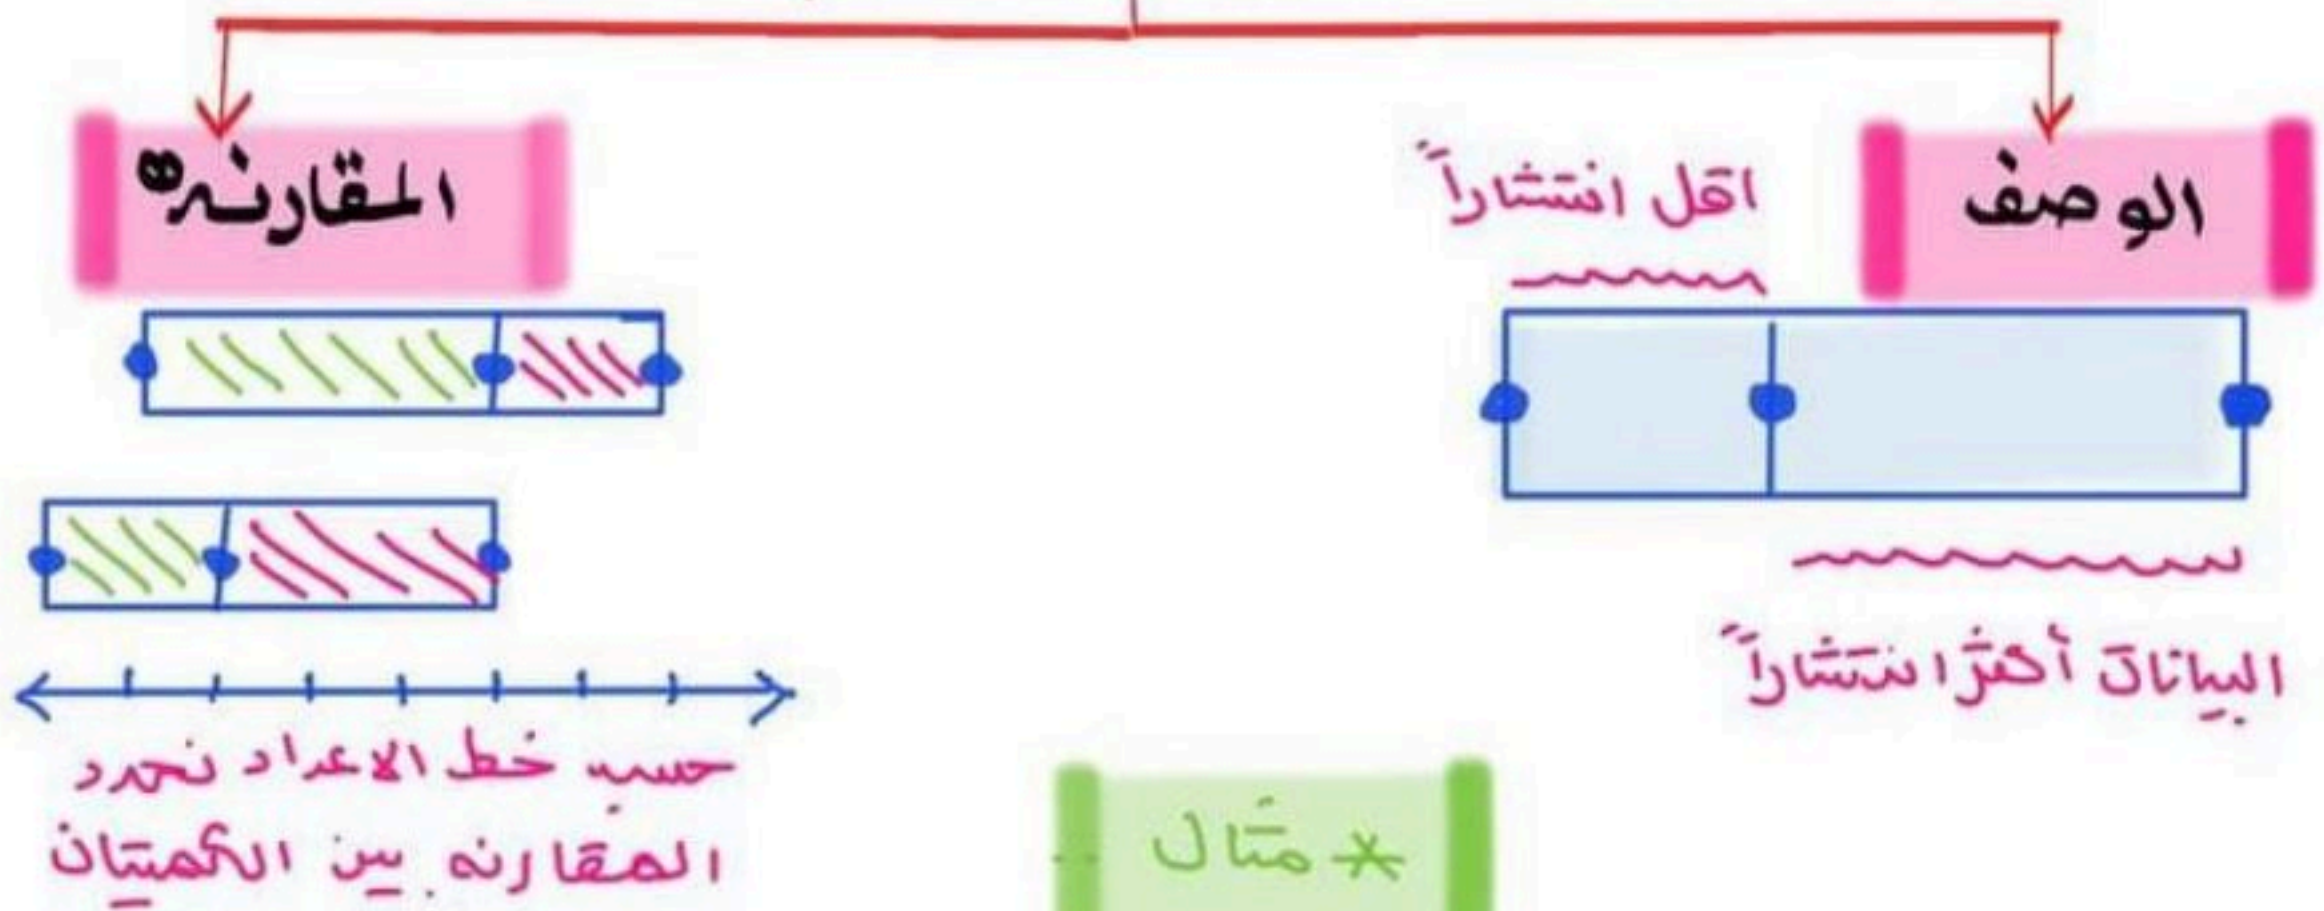 الوصف
المقارنه
اقل انتشاراً
البيانات أكثر انتشاراً
حسب خط الاعداد نحدد
المقارنه بين الكميتان
* مثال